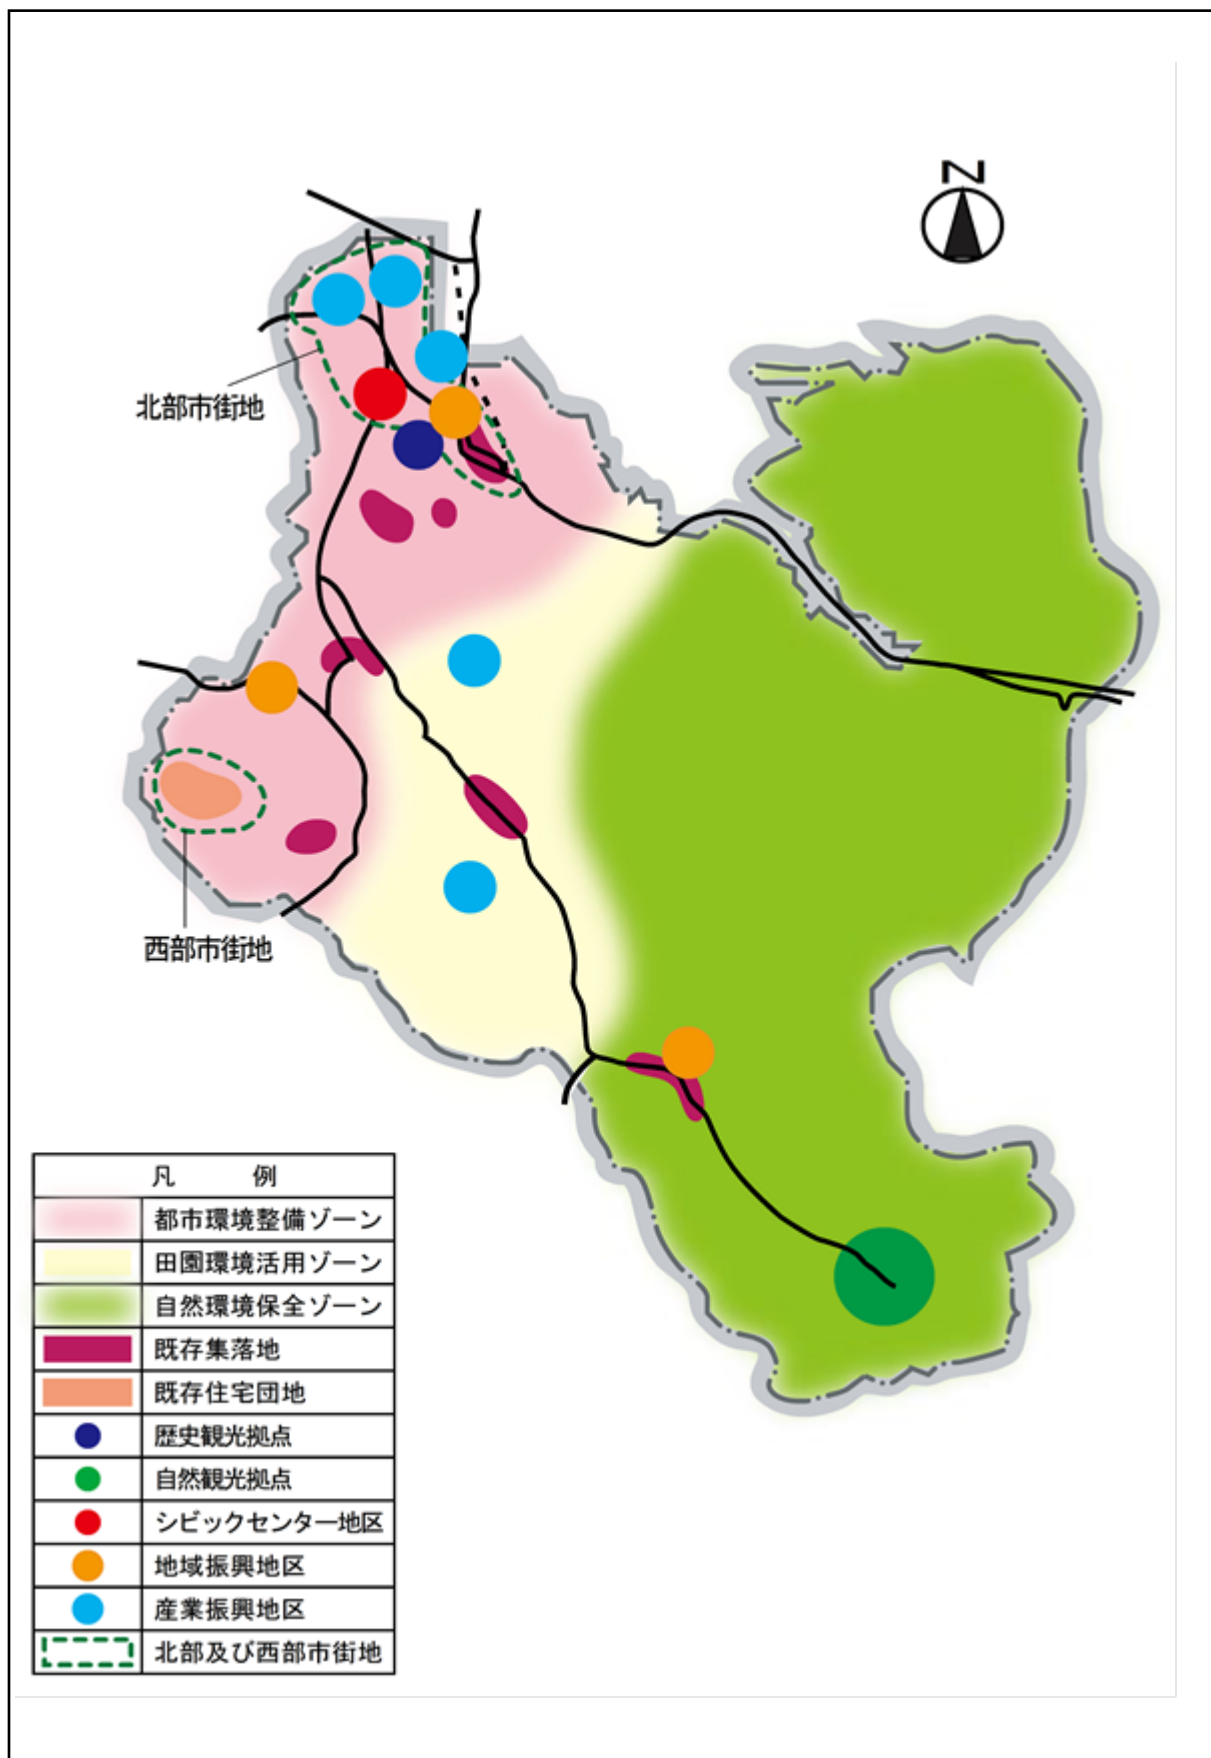 N
北部市街地
西部市街地
凡 例
都市環境整備ゾーン
田園環境活用ゾーン
自然環境保全ゾーン
既存集落地
既存住宅団地
歴史観光拠点
自然観光拠点
シビックセンター地区
地域振興地区
産業振興地区
北部及び西部市街地